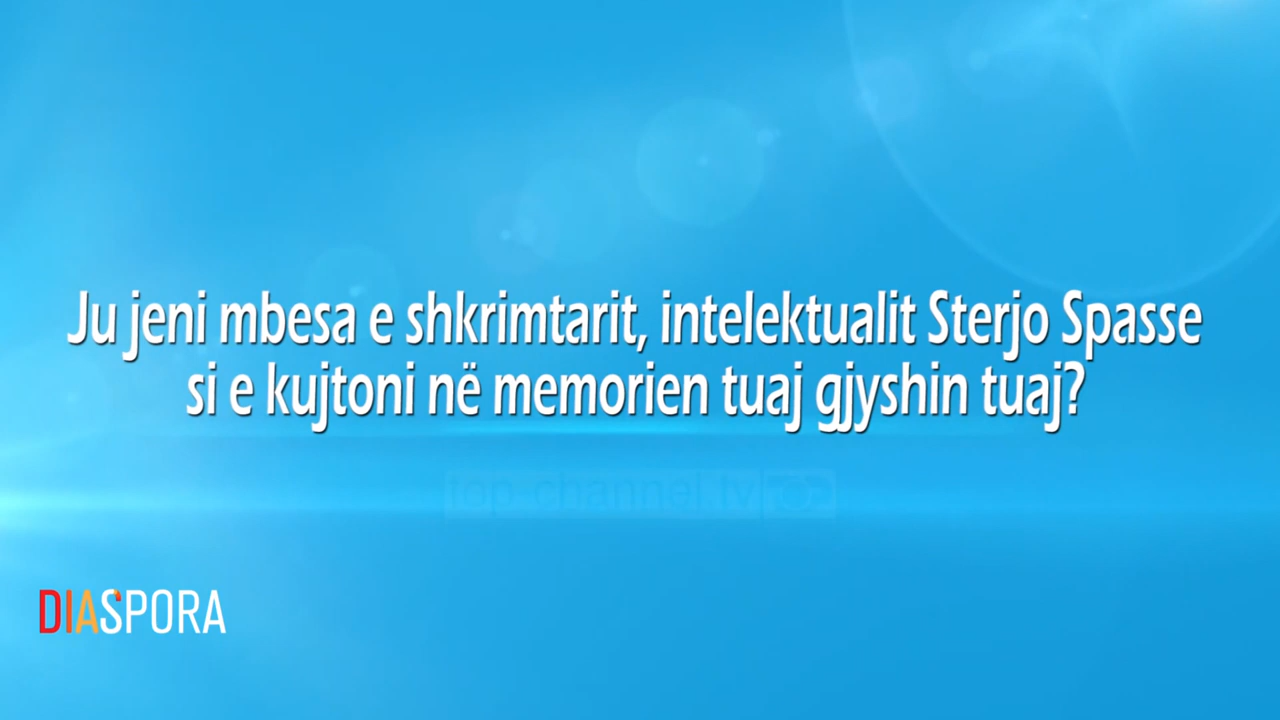 Ju jeni mbesa e shkrimtarit, intelektualit Sterjo Spasse
si e kujtoni në memorien tuaj gjyshin tuaj?
top-channel.tv
DIASPORA